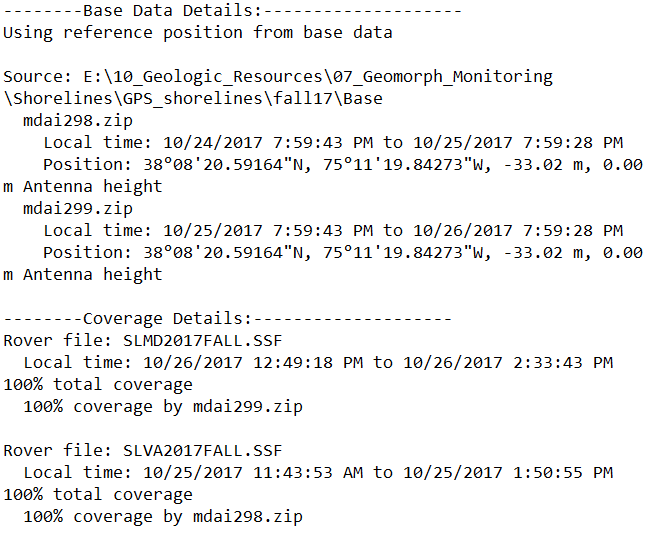 --------Base Data Details:--------------------
Using reference position from base data
Source: E:\10_Geologic_Resources\07_Geomorph_Monitoring
\Shorelines\GPS_shorelines\fall17\Base
mdai298.zip
Local time: 10/24/2017 7:59:43 PM to 10/25/2017 7:59:28 PM
Position: 38°08'20.59164"N, 75°11'19.84273"W, -33.02 m, 0.00
m Antenna height
mdai299.zip
Local time: 10/25/2017 7:59:43 PM to 10/26/2017 7:59:28 PM
Position: 38°08'20.59164"N, 75°11'19.84273"W, -33.02 m, 0.00
m Antenna height
--------Coverage Details:--------------------
Rover file: SLMD2017FALL.SSF
Local time: 10/26/2017 12:49:18 PM to 10/26/2017 2:33:43 PM
100% total coverage
100% coverage by mdai299.zip
Rover file: SLVA2017FALL.SSF
Local time: 10/25/2017 11:43:53 AM to 10/25/2017 1:50:55 PM
100% total coverage
100% coverage by mdai298.zip